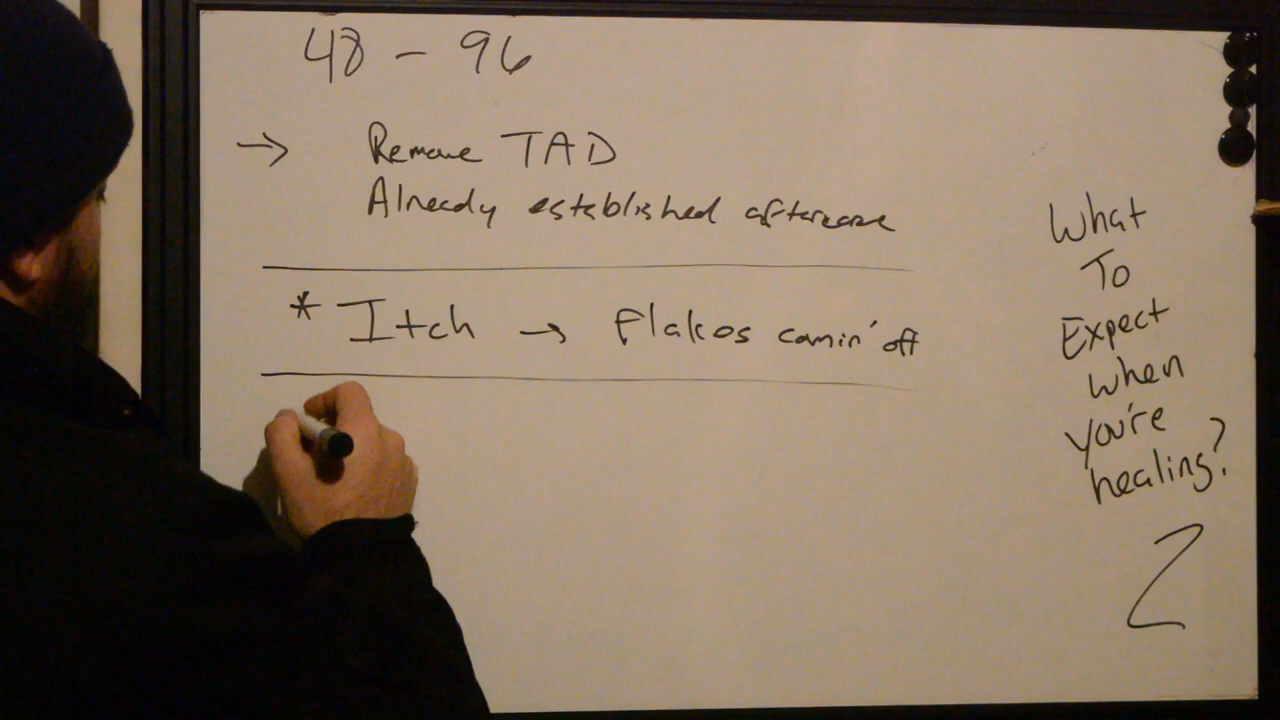 48 - 96
→ Remove TAD
Already established aftercare
* Itch → flakes comin' off
What
To
Expect
when
you're
healing?
2